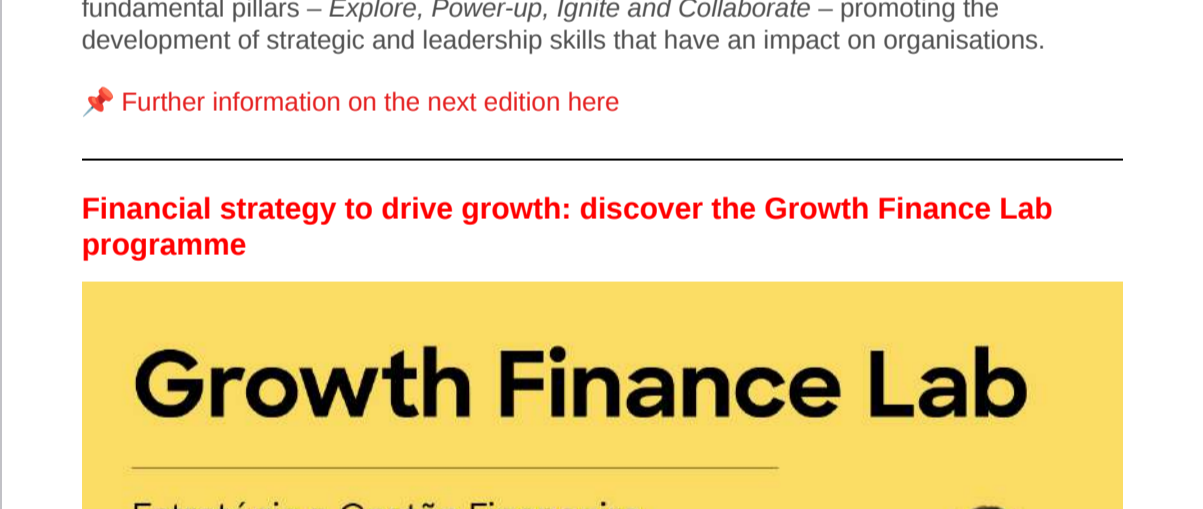 fundamental pillars – Explore, Power-up, Ignite and Collaborate – promoting the
development of strategic and leadership skills that have an impact on organisations.
📌 Further information on the next edition here
Financial strategy to drive growth: discover the Growth Finance Lab
programme
Growth Finance Lab